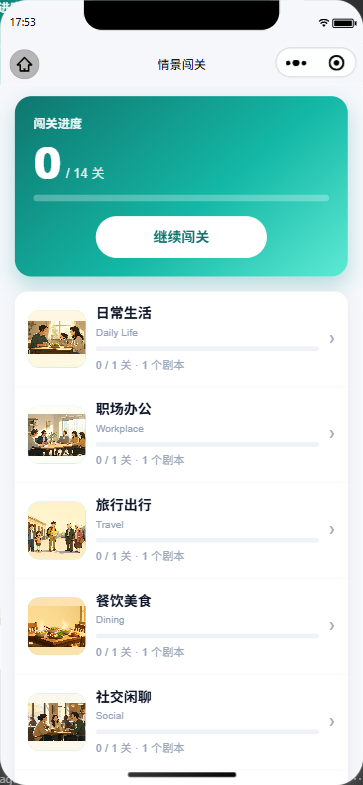 17:53
情景闯关
闯关进度
0 / 14 关
继续闯关
日常生活
Daily Life
0 / 1 关 · 1 个剧本
职场办公
Workplace
0 / 1 关 · 1 个剧本
旅行出行
Travel
0 / 1 关 · 1 个剧本
餐饮美食
Dining
0 / 1 关 · 1 个剧本
社交闲聊
Social
0 / 1 关 · 1 个剧本